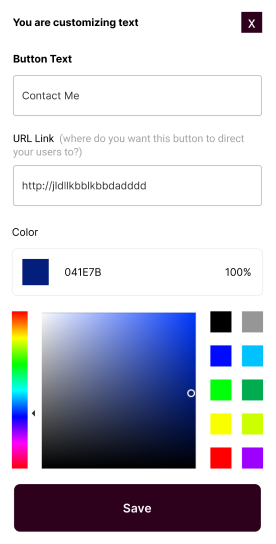 You are customizing text
X
Button Text
Contact Me
URL Link (where do you want this button to direct
your users to?)
http://jldllkbblkbbdadddd
Color
041E7B 100%
Save